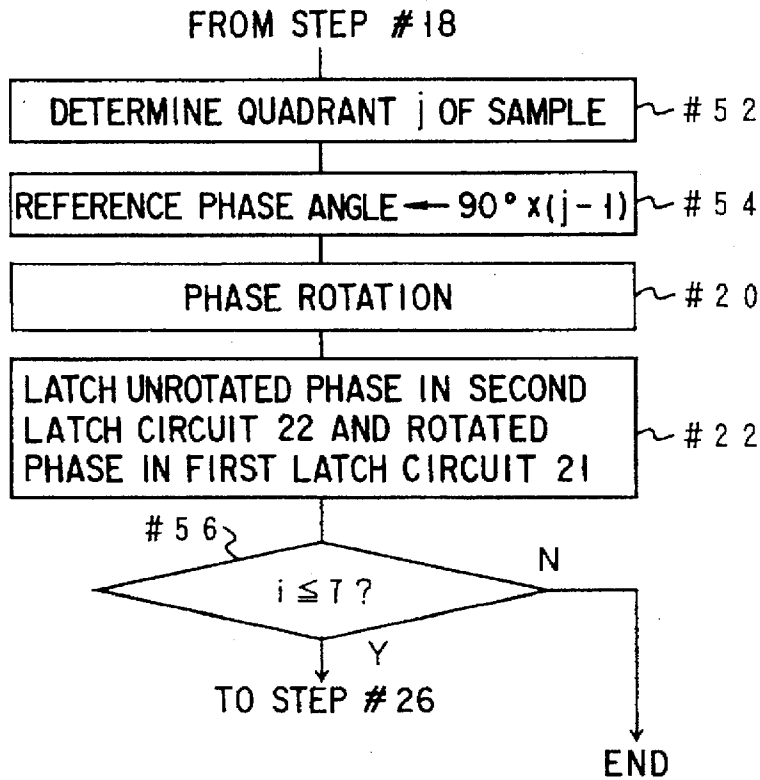 FROM STEP #18
DETERMINE QUADRANT j OF SAMPLE
#52
REFERENCE PHASE ANGLE ← 90° x(j-1)
#54
PHASE ROTATION
#20
LATCH UNROTATED PHASE IN SECOND
LATCH CIRCUIT 22 AND ROTATED
PHASE IN FIRST LATCH CIRCUIT 21
#22
#56
i ≦ 7 ?
N
Y
TO STEP #26
END